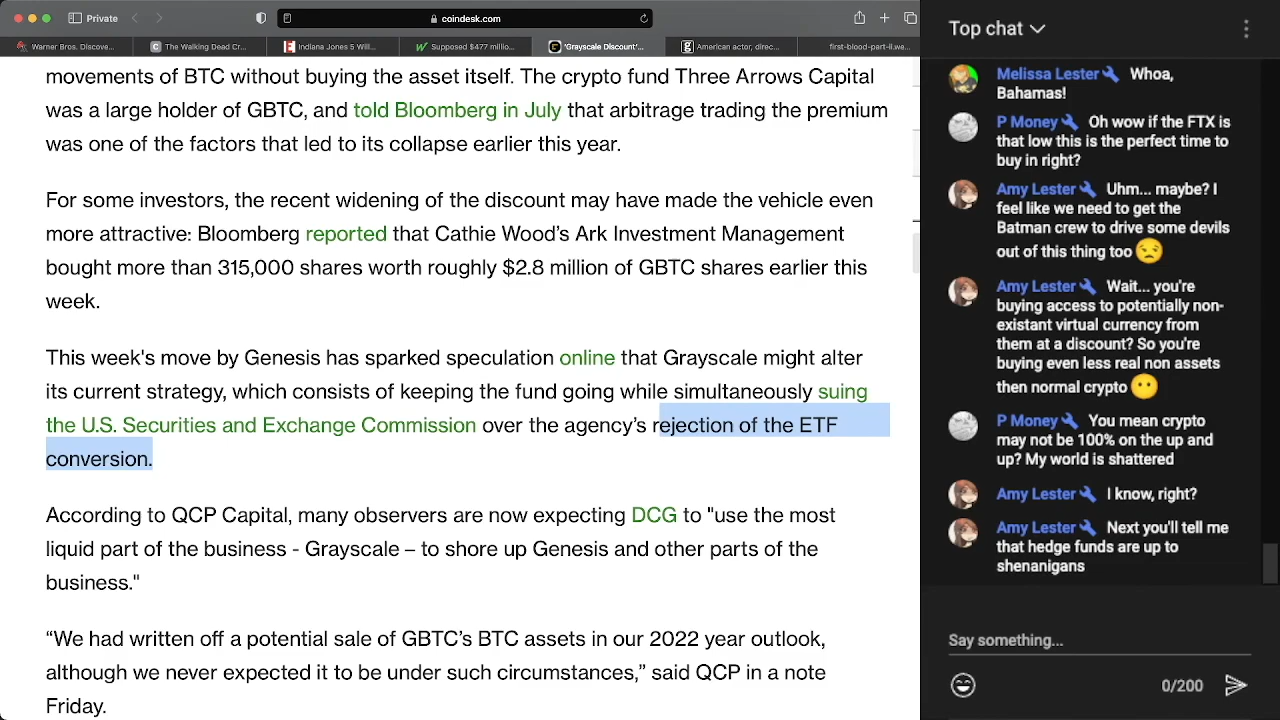 Private
coindesk.com
Warner Bros. Discove...
The Walking Dead Cr...
Indiana Jones 5 Will...
Supposed $477 millio...
'Grayscale Discount'...
American actor, direc...
first-blood-part-ii.we...
movements of BTC without buying the asset itself. The crypto fund Three Arrows Capital
was a large holder of GBTC, and told Bloomberg in July that arbitrage trading the premium
was one of the factors that led to its collapse earlier this year.
For some investors, the recent widening of the discount may have made the vehicle even
more attractive: Bloomberg reported that Cathie Wood's Ark Investment Management
bought more than 315,000 shares worth roughly $2.8 million of GBTC shares earlier this
week.
This week's move by Genesis has sparked speculation online that Grayscale might alter
its current strategy, which consists of keeping the fund going while simultaneously suing
the U.S. Securities and Exchange Commission over the agency's rejection of the ETF
conversion.
According to QCP Capital, many observers are now expecting DCG to "use the most
liquid part of the business - Grayscale – to shore up Genesis and other parts of the
business."
“We had written off a potential sale of GBTC’s BTC assets in our 2022 year outlook,
although we never expected it to be under such circumstances,” said QCP in a note
Friday.
Top chat
Melissa Lester Whoa,
Bahamas!
P Money Oh wow if the FTX is
that low this is the perfect time to
buy in right?
Amy Lester Uhm... maybe? I
feel like we need to get the
Batman crew to drive some devils
out of this thing too
Amy Lester Wait... you're
buying access to potentially non-
existant virtual currency from
them at a discount? So you're
buying even less real non assets
then normal crypto
P Money You mean crypto
may not be 100% on the up and
up? My world is shattered
Amy Lester I know, right?
Amy Lester Next you'll tell me
that hedge funds are up to
shenanigans
Say something...
0/200